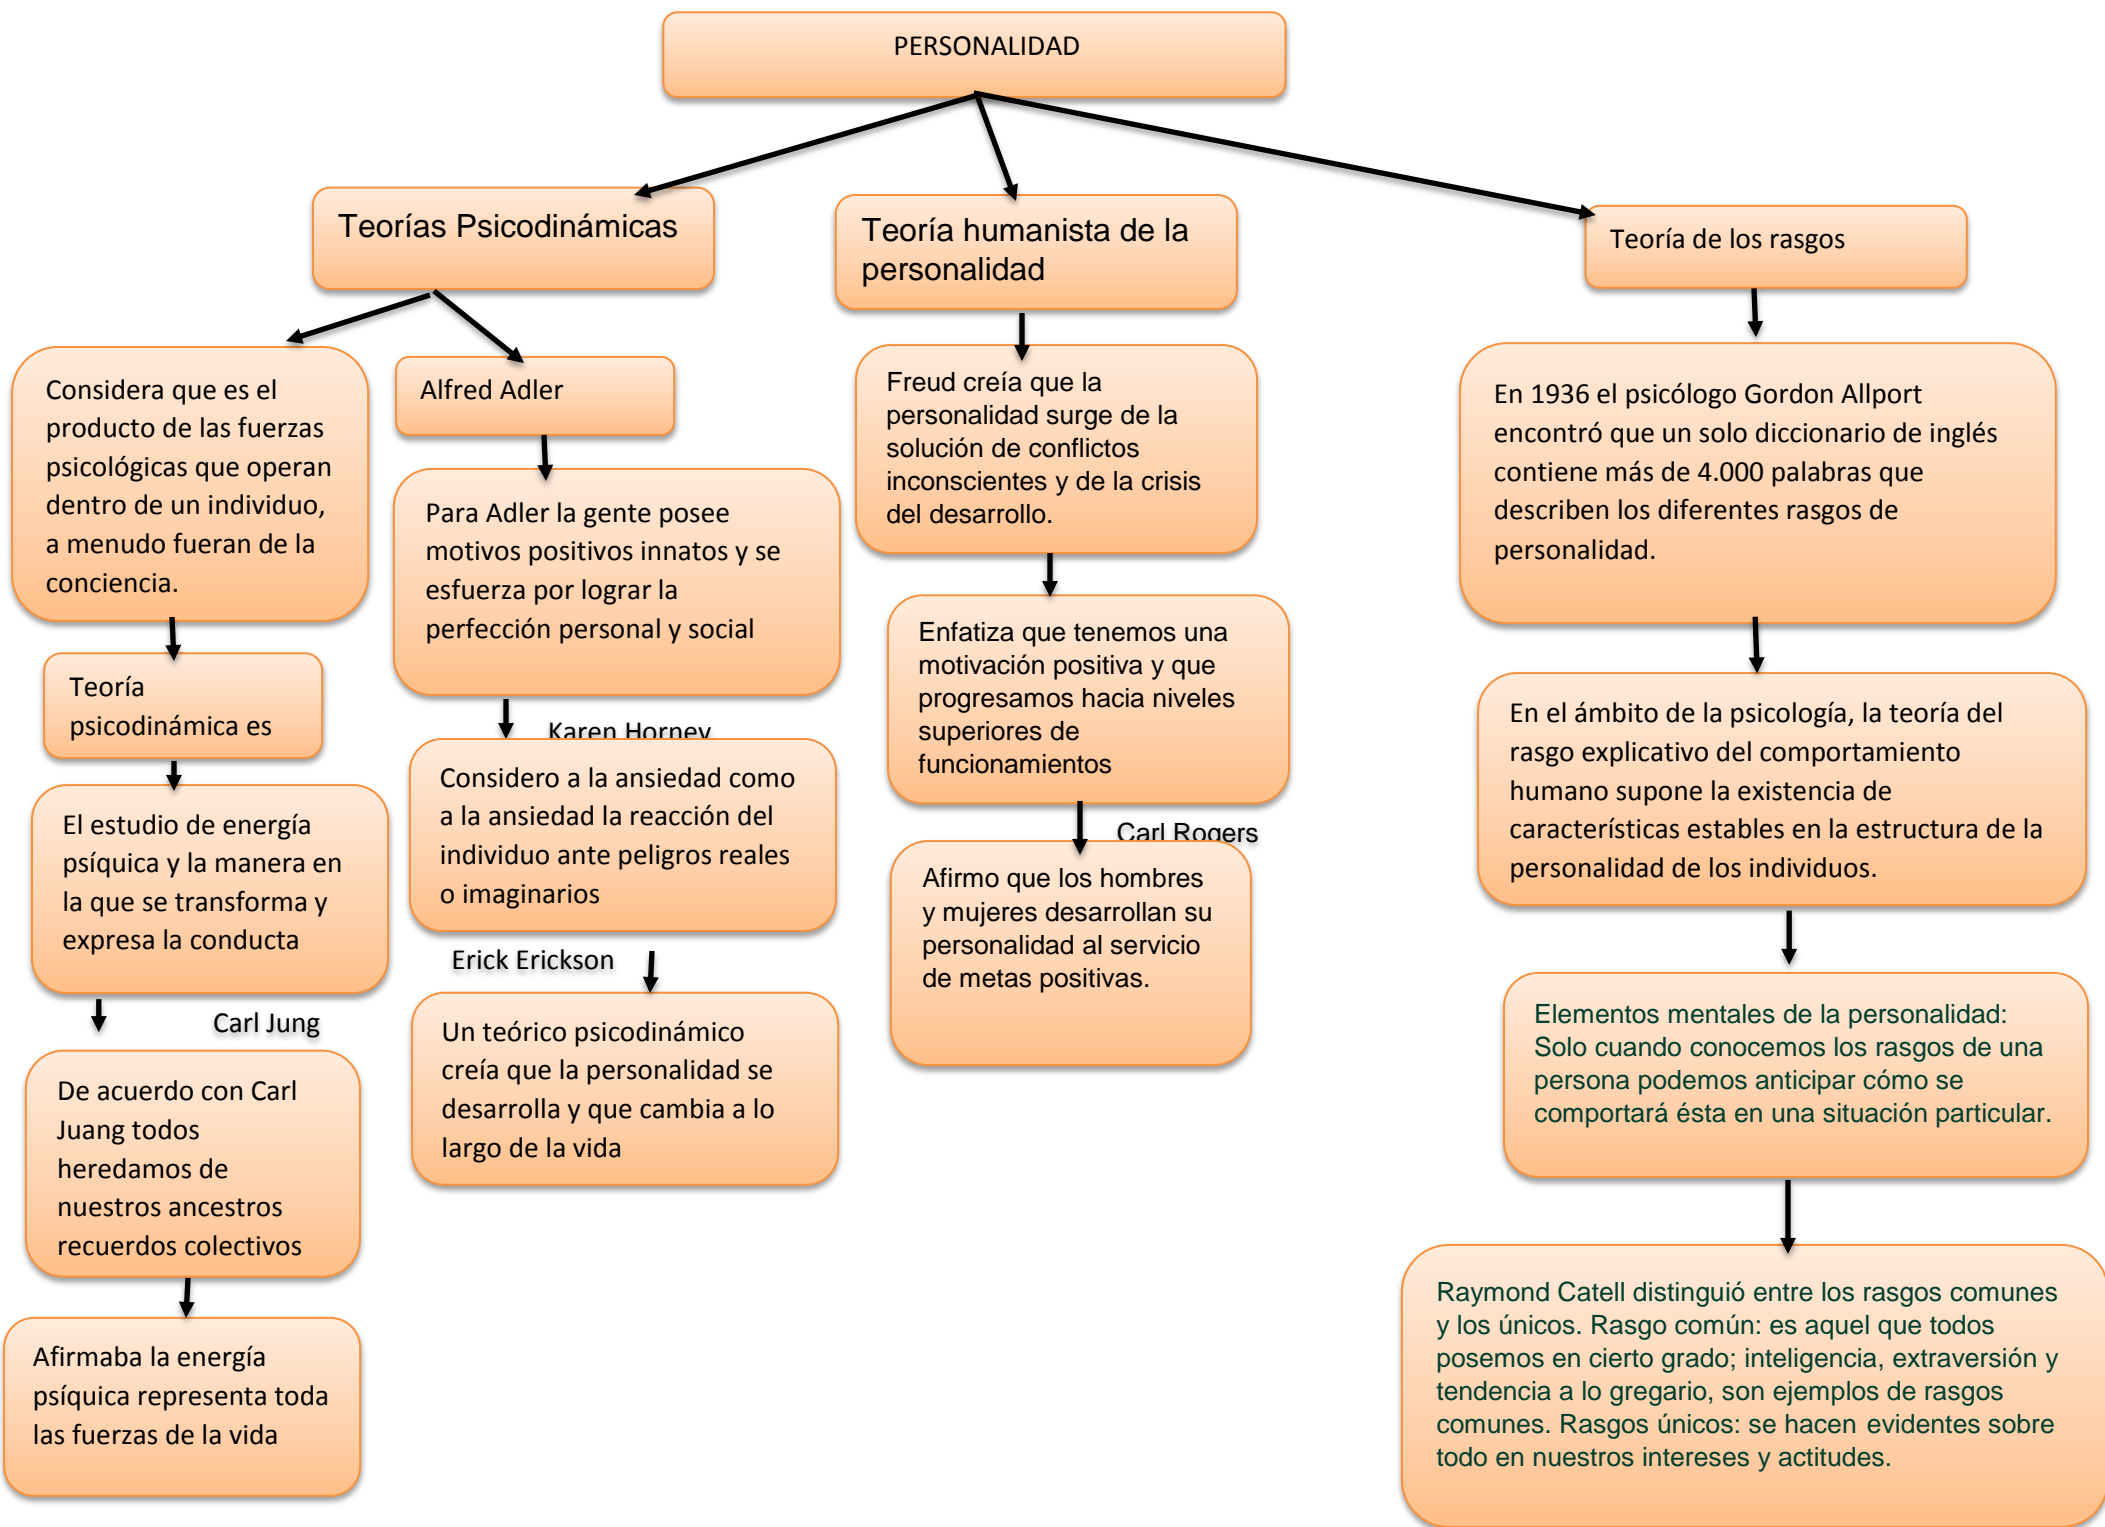 PERSONALIDAD
Teorías Psicodinámicas
Teoría humanista de la
personalidad
Teoría de los rasgos
Considera que es el
producto de las fuerzas
psicológicas que operan
dentro de un individuo,
a menudo fueran de la
conciencia.
Teoría
psicodinámica es
El estudio de energía
psíquica y la manera en
la que se transforma y
expresa la conducta
Carl Jung
De acuerdo con Carl
Juang todos
heredamos de
nuestros ancestros
recuerdos colectivos
Afirmaba la energía
psíquica representa toda
las fuerzas de la vida
Alfred Adler
Para Adler la gente posee
motivos positivos innatos y se
esfuerza por lograr la
perfección personal y social
Karen Horney
Considero a la ansiedad como
a la ansiedad la reacción del
individuo ante peligros reales
o imaginarios
Erick Erickson
Un teórico psicodinámico
creía que la personalidad se
desarrolla y que cambia a lo
largo de la vida
Freud creía que la
personalidad surge de la
solución de conflictos
inconscientes y de la crisis
del desarrollo.
Enfatiza que tenemos una
motivación positiva y que
progresamos hacia niveles
superiores de
funcionamientos
Carl Rogers
Afirmo que los hombres
y mujeres desarrollan su
personalidad al servicio
de metas positivas.
En 1936 el psicólogo Gordon Allport
encontró que un solo diccionario de inglés
contiene más de 4.000 palabras que
describen los diferentes rasgos de
personalidad.
En el ámbito de la psicología, la teoría del
rasgo explicativo del comportamiento
humano supone la existencia de
características estables en la estructura de la
personalidad de los individuos.
Elementos mentales de la personalidad:
Solo cuando conocemos los rasgos de una
persona podemos anticipar cómo se
comportará ésta en una situación particular.
Raymond Catell distinguió entre los rasgos comunes
y los únicos. Rasgo común: es aquel que todos
posemos en cierto grado; inteligencia, extraversión y
tendencia a lo gregario, son ejemplos de rasgos
comunes. Rasgos únicos: se hacen evidentes sobre
todo en nuestros intereses y actitudes.